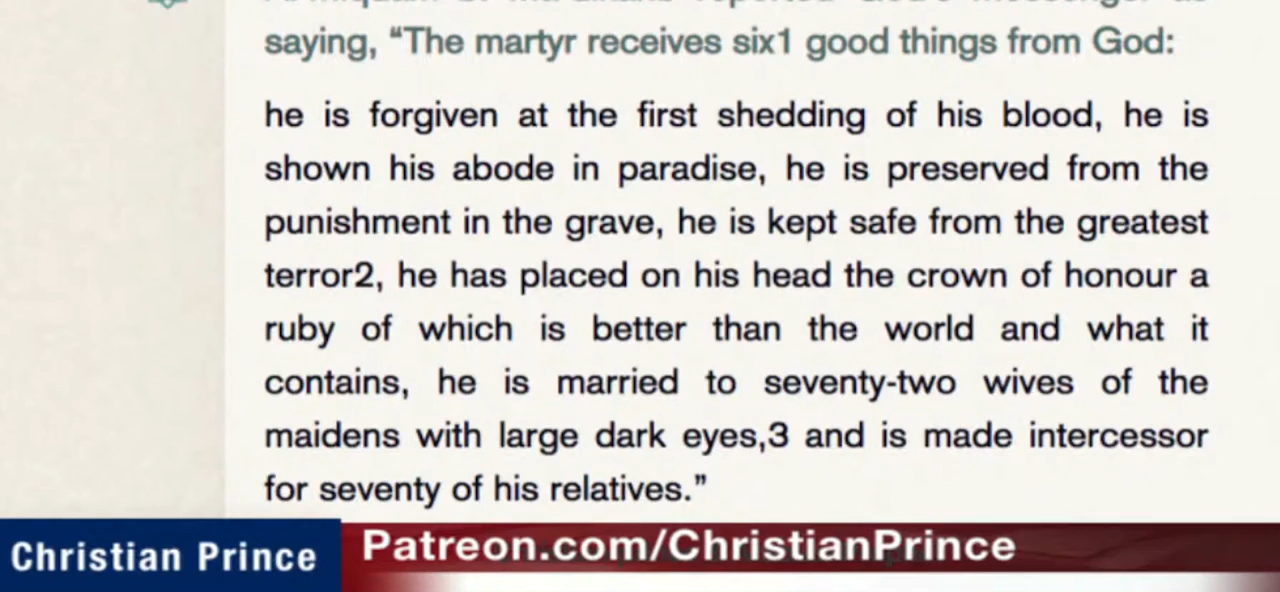 saying, “The martyr receives six1 good things from God:
he is forgiven at the first shedding of his blood, he is
shown his abode in paradise, he is preserved from the
punishment in the grave, he is kept safe from the greatest
terror2, he has placed on his head the crown of honour a
ruby of which is better than the world and what it
contains, he is married to seventy-two wives of the
maidens with large dark eyes,3 and is made intercessor
for seventy of his relatives.”
Christian Prince
Patreon.com/ChristianPrince